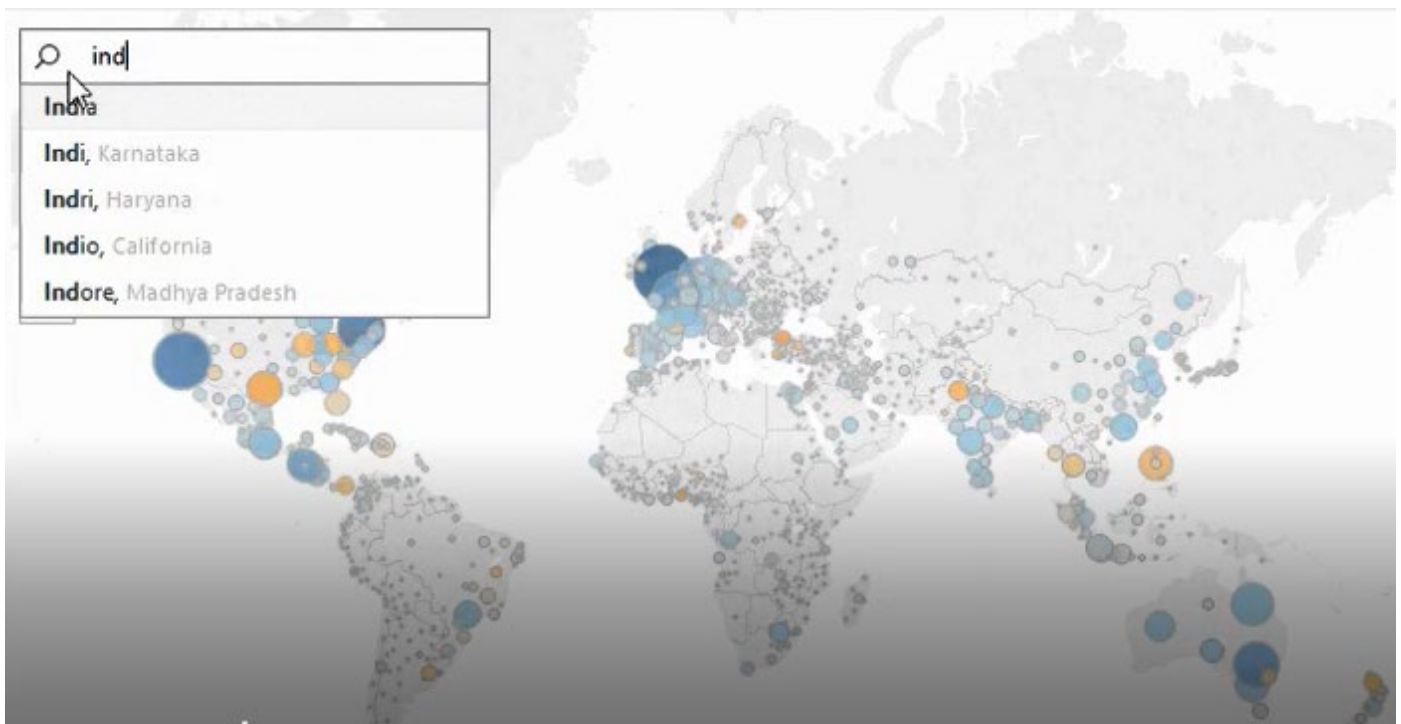 ind
India
Indi, Karnataka
Indri, Haryana
Indio, California
Indore, Madhya Pradesh